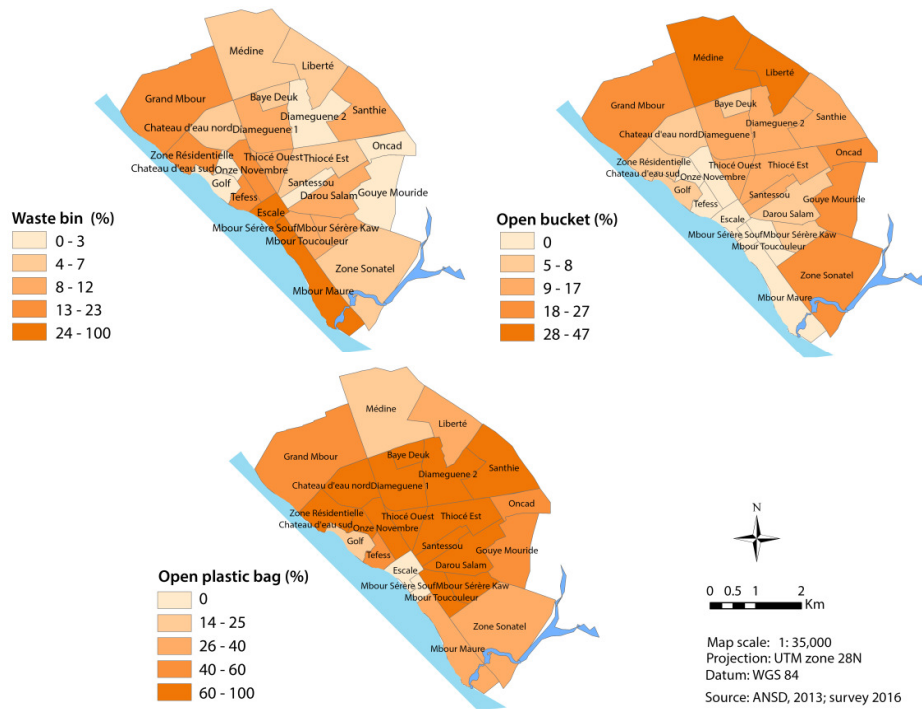 Médine
Liberté
Grand Mbour
Baye Deuk
Diameguene 2
Santhie
Chateau d'eau nord
Diameguene 1
Oncad
Zone Résidentielle
Thiocé Ouest
Thiocé Est
Chateau d'eau sud
Onze Novembre
Golf
Santessou
Gouye Mouride
Tefess
Darou Salam
Escale
Mbour Sérère Souf
Mbour Sérère Kaw
Mbour Toucouleur
Zone Sonatel
Mbour Maure
Waste bin (%)
0 - 3
4 - 7
8 - 12
13 - 23
24 - 100
Médine
Liberté
Grand Mbour
Baye Deuk
Diameguene 2
Santhie
Chateau d'eau nord
Diameguene 1
Oncad
Zone Résidentielle
Thiocé Ouest
Thiocé Est
Chateau d'eau sud
Onze Novembre
Golf
Santessou
Gouye Mouride
Tefess
Darou Salam
Escale
Mbour Sérère Souf
Mbour Sérère Kaw
Mbour Toucouleur
Zone Sonatel
Mbour Maure
Open bucket (%)
0
5 - 8
9 - 17
18 - 27
28 - 47
Médine
Liberté
Grand Mbour
Baye Deuk
Diameguene 2
Santhie
Chateau d'eau nord
Diameguene 1
Oncad
Zone Résidentielle
Thiocé Ouest
Thiocé Est
Chateau d'eau sud
Onze Novembre
Golf
Santessou
Gouye Mouride
Tefess
Darou Salam
Escale
Mbour Sérère Souf
Mbour Sérère Kaw
Mbour Toucouleur
Zone Sonatel
Mbour Maure
Open plastic bag (%)
0
14 - 25
26 - 40
40 - 60
60 - 100
N
0 0.5 1 2
Km
Map scale: 1: 35,000
Projection: UTM zone 28N
Datum: WGS 84
Source: ANSD, 2013; survey 2016